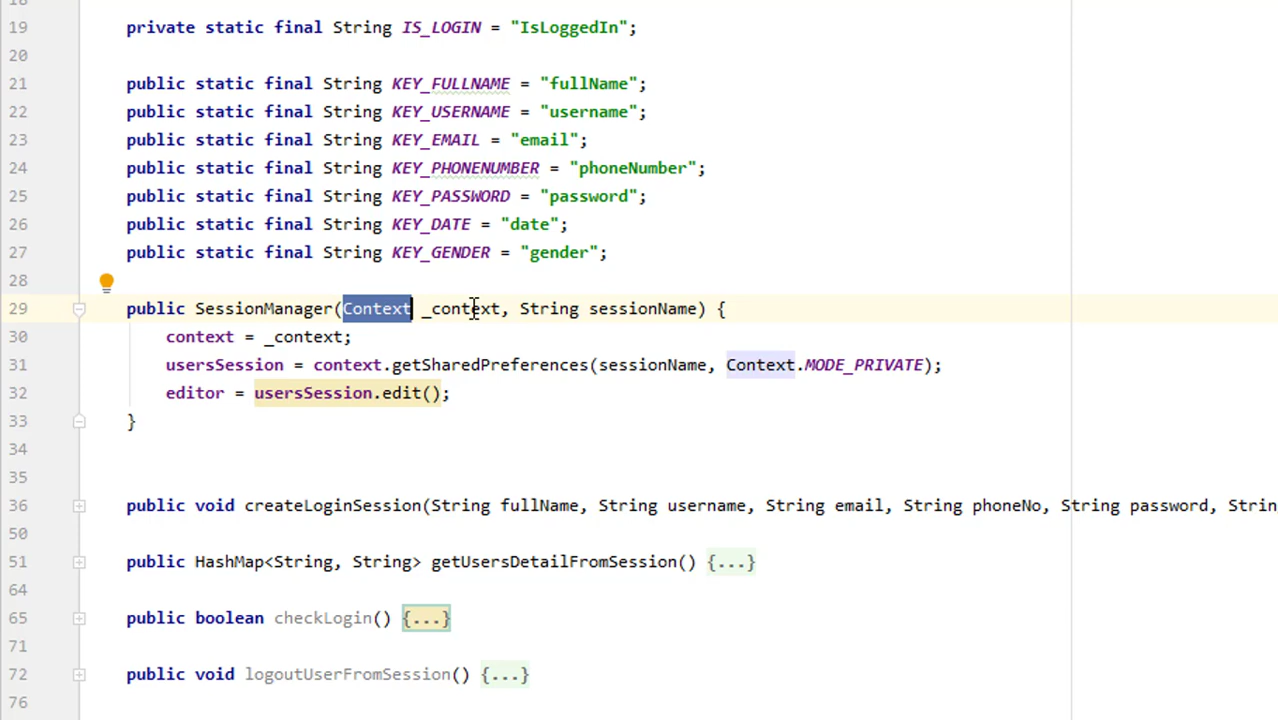 18
19 private static final String IS_LOGIN = "IsLoggedIn";
20
21 public static final String KEY_FULLNAME = "fullName";
22 public static final String KEY_USERNAME = "username";
23 public static final String KEY_EMAIL = "email";
24 public static final String KEY_PHONENUMBER = "phoneNumber";
25 public static final String KEY_PASSWORD = "password";
26 public static final String KEY_DATE = "date";
27 public static final String KEY_GENDER = "gender";
28
29 public SessionManager(Context _context, String sessionName) {
30 context = _context;
31 usersSession = context.getSharedPreferences(sessionName, Context.MODE_PRIVATE);
32 editor = usersSession.edit();
33 }
34
35
36 public void createLoginSession(String fullName, String username, String email, String phoneNo, String password, Strin
50
51 public HashMap<String, String> getUsersDetailFromSession() {...}
64
65 public boolean checkLogin() {...}
71
72 public void logoutUserFromSession() {...}
76